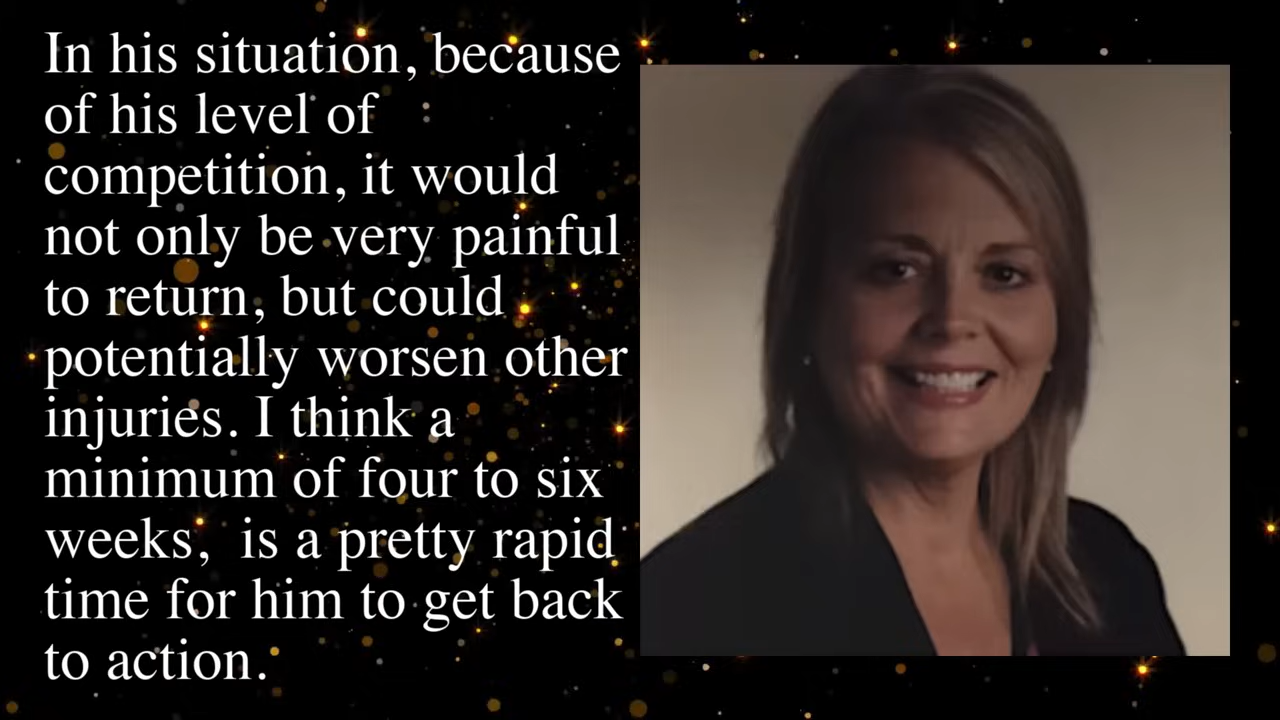 In his situation, because
of his level of
competition, it would
not only be very painful
to return, but could
potentially worsen other
injuries. I think a
minimum of four to six
weeks,  is a pretty rapid
time for him to get back
to action.